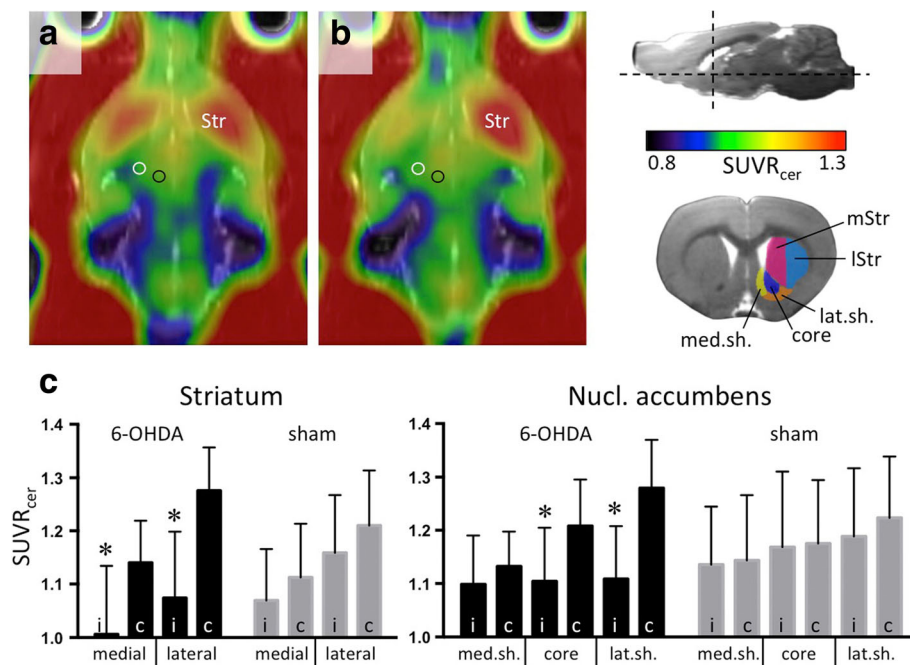 a
b
Str
Str
0.8
SUVRcer
1.3
mStr
lStr
lat.sh.
core
med.sh.
c
Striatum
Nucl. accumbens
6-OHDA
sham
6-OHDA
sham
SUVRcer
1.4
1.3
1.2
1.1
1.0
1.4
1.3
1.2
1.1
1.0
*
*
*
*
i c i c i c i c
i c i c i c i c i c i c
medial lateral medial lateral
med.sh. core lat.sh. med.sh. core lat.sh.